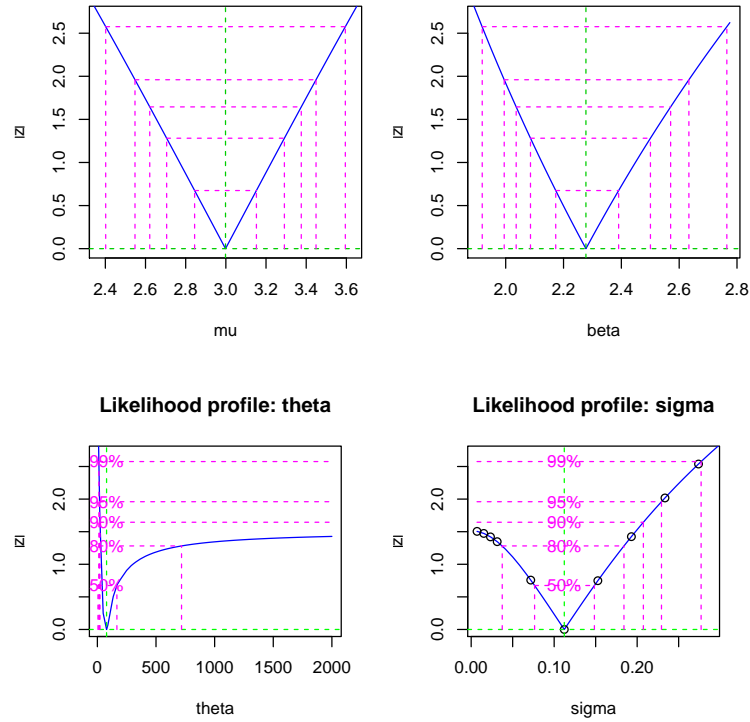 |z|
0.0 0.5 1.0 1.5 2.0 2.5
2.4 2.6 2.8 3.0 3.2 3.4 3.6
mu
|z|
0.0 0.5 1.0 1.5 2.0 2.5
2.0 2.2 2.4 2.6 2.8
beta
Likelihood profile: theta
|z|
0.0 1.0 2.0
99%
95%
90%
80%
50%
0 500 1000 1500 2000
theta
Likelihood profile: sigma
|z|
0.0 1.0 2.0
99%
95%
90%
80%
50%
0.00 0.10 0.20
sigma